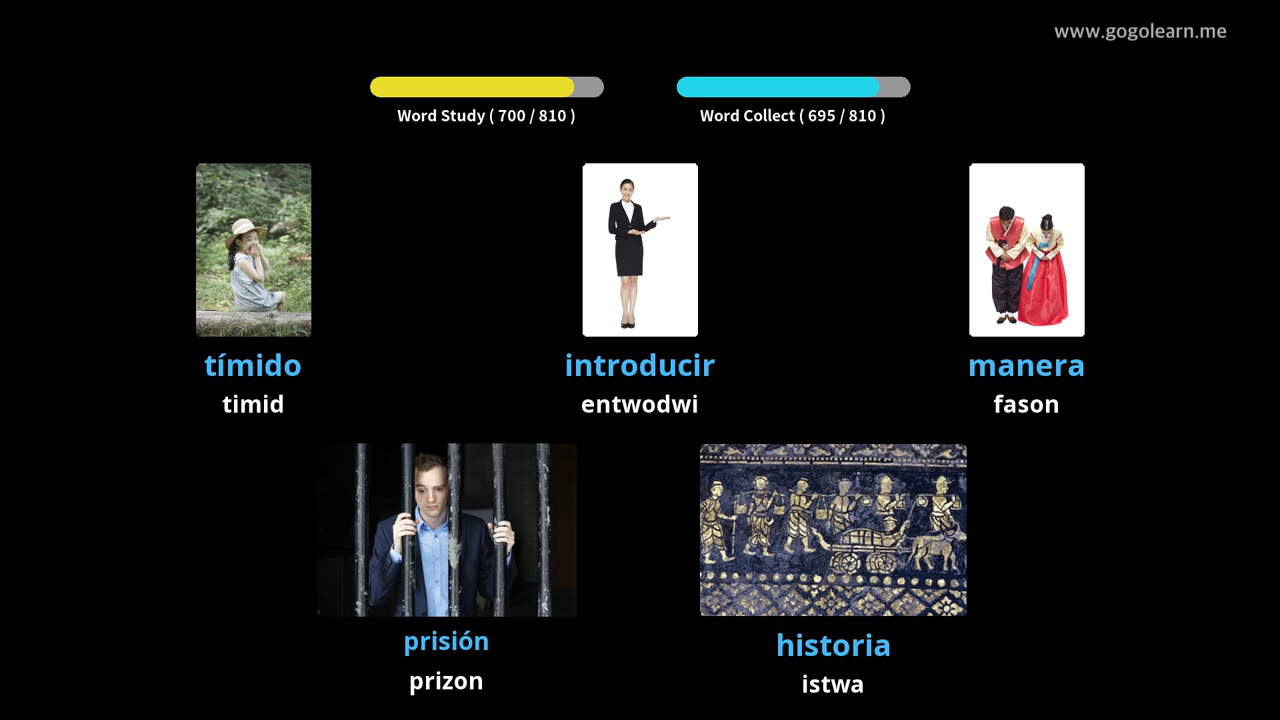 www.gogolearn.me
Word Study ( 700 / 810 )
Word Collect ( 695 / 810 )
tímido
timid
introducir
entwodwi
manera
fason
prisión
prizon
historia
istwa